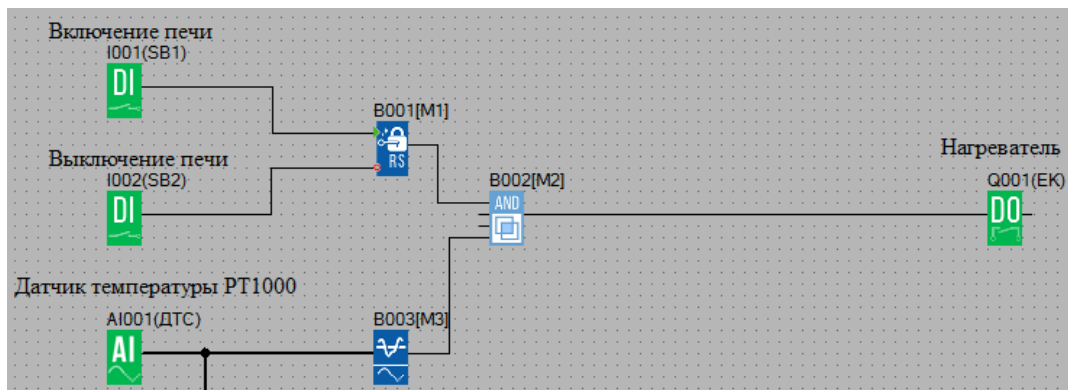 Включение печи
I001(SB1)
DI
B001[M1]
RS
Выключение печи
I002(SB2)
DI
B002[M2]
AND
Нагреватель
Q001(EK)
DO
Датчик температуры PT1000
AI001(ДТС)
AI
B003[M3]